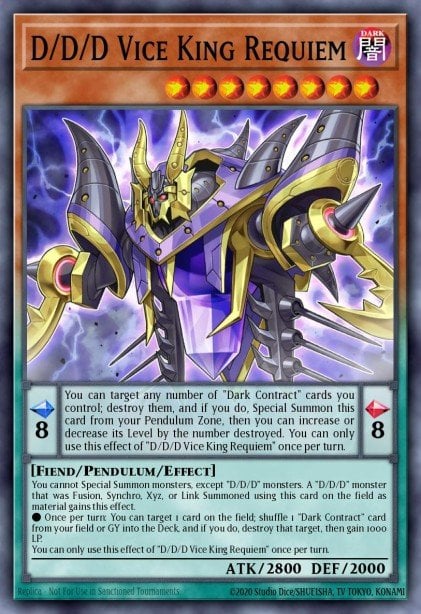 D/D/D VICE KING REQUIEM
DARK
闇
You can target any number of "Dark Contract" cards you
control; destroy them, and if you do, Special Summon this
card from your Pendulum Zone, then you can increase or
decrease its Level by the number destroyed. You can only
use this effect of "D/D/D Vice King Requiem" once per turn.
8
8
[FIEND/PENDULUM/EFFECT]
You cannot Special Summon monsters, except "D/D/D" monsters. A "D/D/D" monster
that was Fusion, Synchro, Xyz, or Link Summoned using this card on the field as
material gains this effect.
● Once per turn: You can target 1 card on the field; shuffle 1 "Dark Contract" card
from your field or GY into the Deck, and if you do, destroy that target, then gain 1000
LP.
You can only use this effect of "D/D/D Vice King Requiem" once per turn.
ATK/2800 DEF/2000
Replica - Not For Use in Sanctioned Tournaments
©2020 Studio Dice/SHUEISHA, TV TOKYO, KONAMI